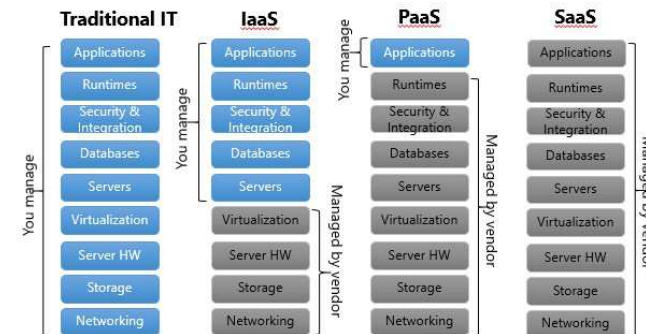 Traditional IT
IaaS
PaaS
SaaS
You manage
Applications
Runtimes
Security &
Integration
Databases
Servers
Virtualization
Server HW
Storage
Networking
You manage
Applications
Runtimes
Security &
Integration
Databases
Servers
Virtualization
Server HW
Storage
Networking
Managed by vendor
You manage
Applications
Runtimes
Security &
Integration
Databases
Servers
Virtualization
Server HW
Storage
Networking
Managed by vendor
Applications
Runtimes
Security &
Integration
Databases
Servers
Virtualization
Server HW
Storage
Networking
Managed by vendor